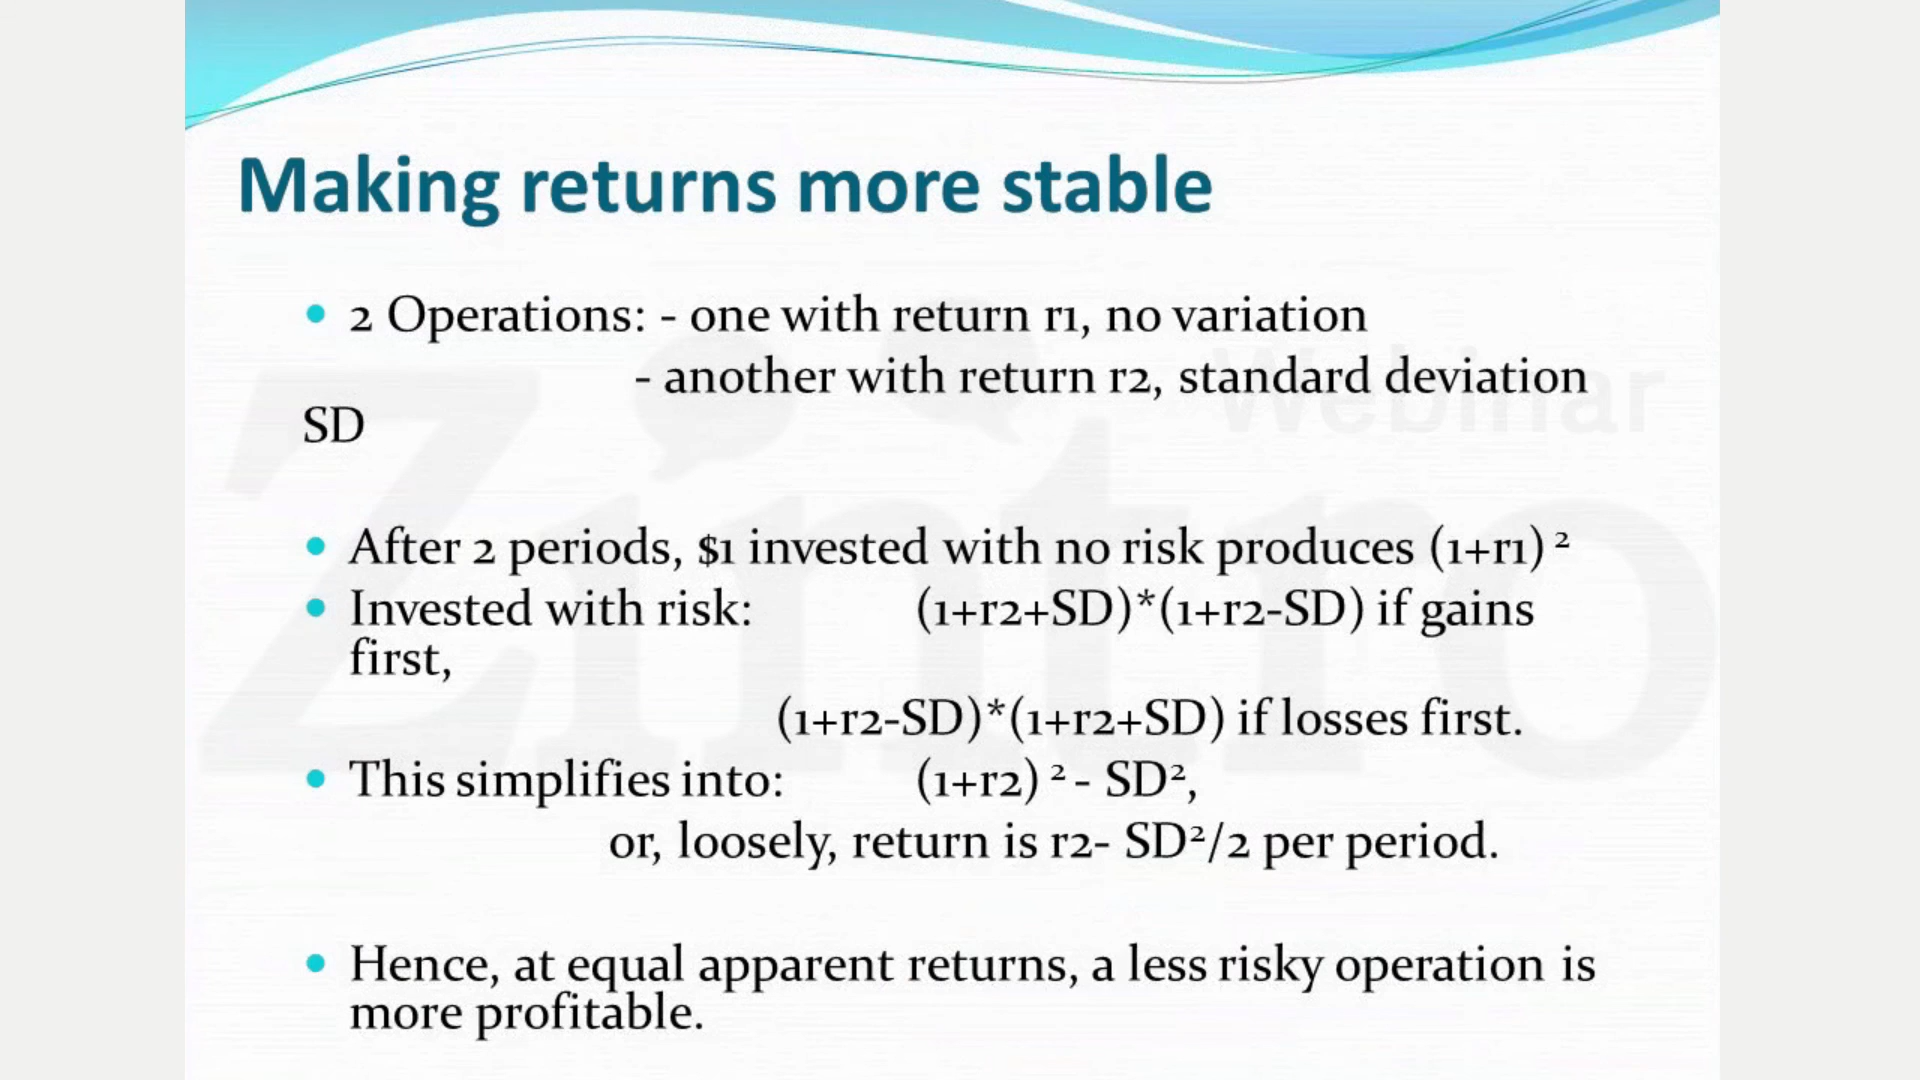 Making returns more stable
• 2 Operations: - one with return r1, no variation
- another with return r2, standard deviation
SD
• After 2 periods, $1 invested with no risk produces (1+r1) ²
• Invested with risk: (1+r2+SD)*(1+r2-SD) if gains
first,
(1+r2-SD)*(1+r2+SD) if losses first.
• This simplifies into: (1+r2) ² - SD²,
or, loosely, return is r2- SD²/2 per period.
• Hence, at equal apparent returns, a less risky operation is
more profitable.
Zintro
Webinar